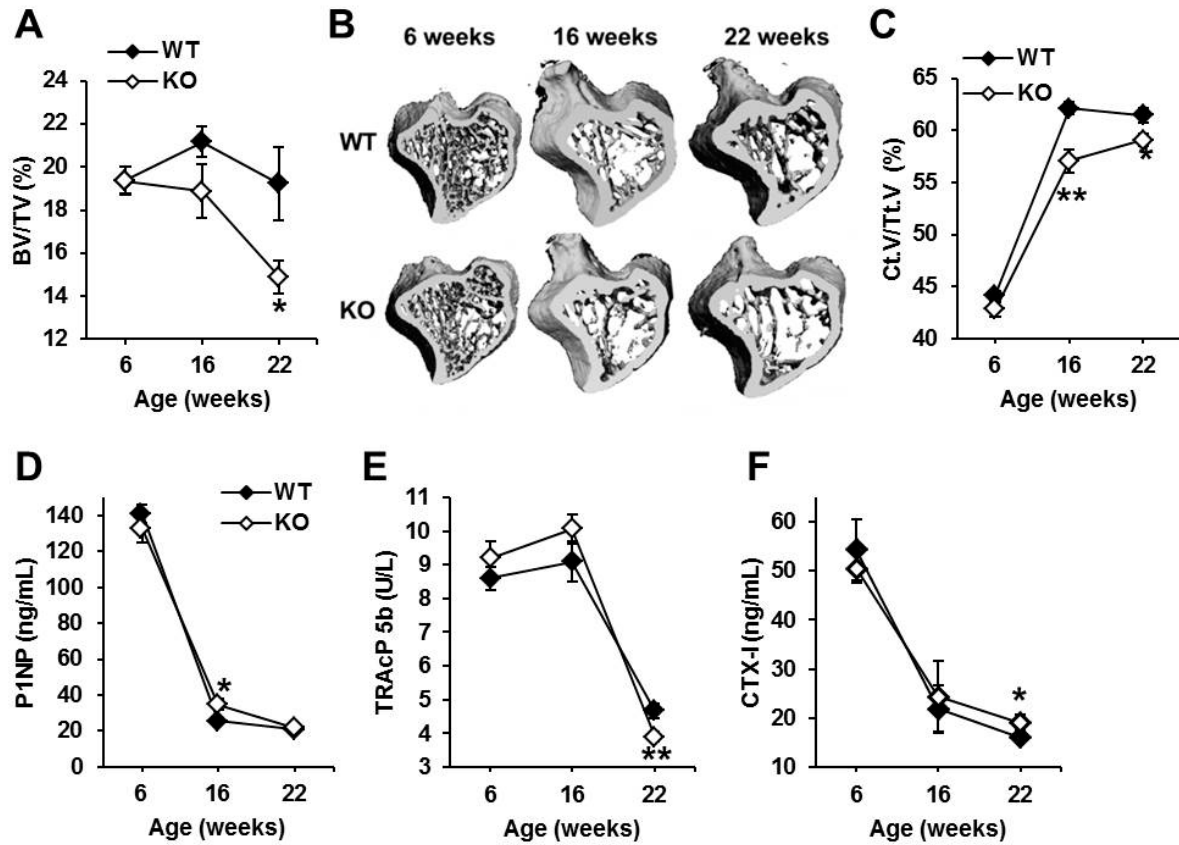 A
WT
KO
BV/TV (%)
24
22
20
18
16
14
12
*
6 16 22
Age (weeks)
B
6 weeks 16 weeks 22 weeks
WT
KO
C
WT
KO
Ct.V/Tt.V (%)
65
60
55
50
45
40
**
*
6 16 22
Age (weeks)
D
WT
KO
P1NP (ng/mL)
140
120
100
80
60
40
20
0
*
6 16 22
Age (weeks)
E
TRAcP 5b (U/L)
11
10
9
8
7
6
5
4
3
**
6 16 22
Age (weeks)
F
CTX-I (ng/mL)
60
50
40
30
20
10
*
6 16 22
Age (weeks)